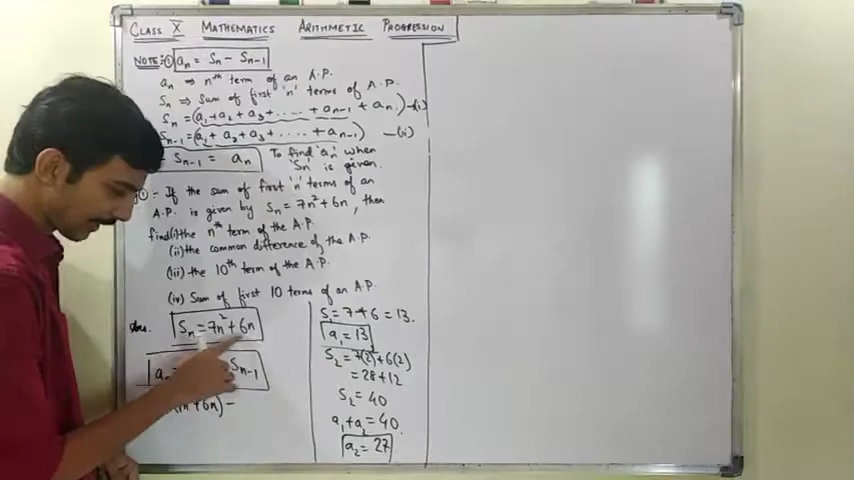 CLASS X MATHEMATICS ARITHMETIC PROGRESSION
NOTE:-① aₙ = Sₙ - Sₙ₋₁
aₙ ⇒ nᵗʰ term of an A.P.
Sₙ ⇒ Sum of first 'n' terms of A.P.
Sₙ = (a₁+a₂+a₃+.....+aₙ₋₁+aₙ) -(i)
Sₙ₋₁ = (a₁+a₂+a₃+.....+aₙ₋₁) -(ii)
Sₙ₋₁ = aₙ
To find 'aₙ' when
'Sₙ' is given.
①= If the sum of first 'n' terms of an
A.P. is given by Sₙ = 7n²+6n, then
find(i) the nᵗʰ term of the A.P.
(ii) the common difference of the A.P.
(iii) the 10ᵗʰ term of the A.P.
(iv) Sum of first 10 terms of an A.P.
Ans. Sₙ=7n²+6n
Sₙ₋₁
+6n) -
S₁=7+6=13.
a₁=13
S₂=7(2)²+6(2)
=28+12
S₂=40
a₁+a₂=40.
a₂=27